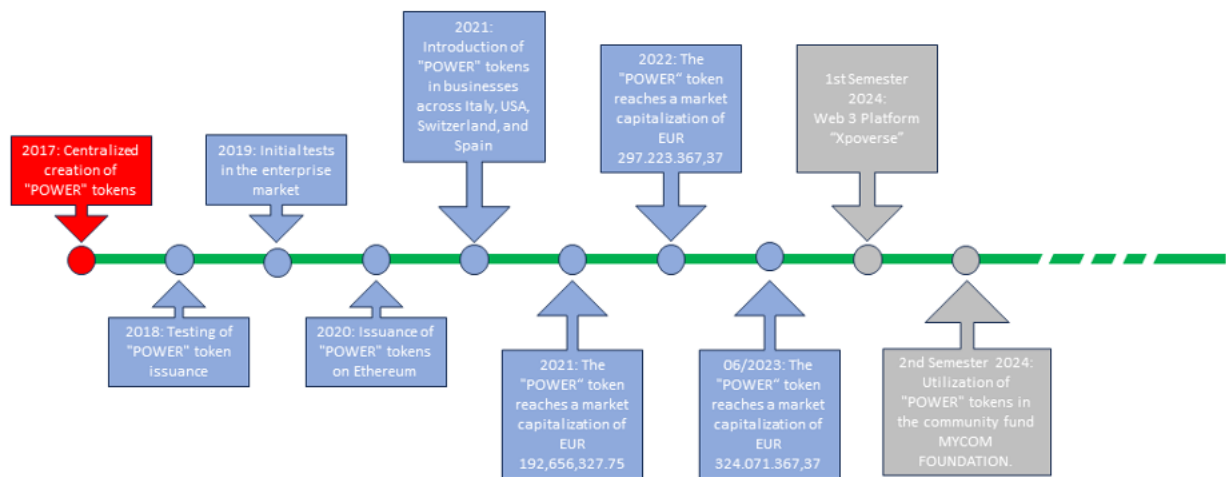 2021:
Introduction of
"POWER" tokens
in businesses
across Italy, USA,
Switzerland, and
Spain
2022: The
"POWER“ token
reaches a market
capitalization of
EUR
297.223.367,37
1st Semester
2024:
Web 3 Platform
“Xpoverse”
2017: Centralized
creation of
"POWER" tokens
2019: Initial tests
in the enterprise
market
2018: Testing of
"POWER" token
issuance
2020: Issuance of
"POWER" tokens
on Ethereum
2021: The
"POWER“ token
reaches a market
capitalization of
EUR
192,656,327.75
06/2023: The
"POWER“ token
reaches a market
capitalization of
EUR
324.071.367,37
2nd Semester 2024:
Utilization of
"POWER" tokens in
the community fund
MYCOM
FOUNDATION.